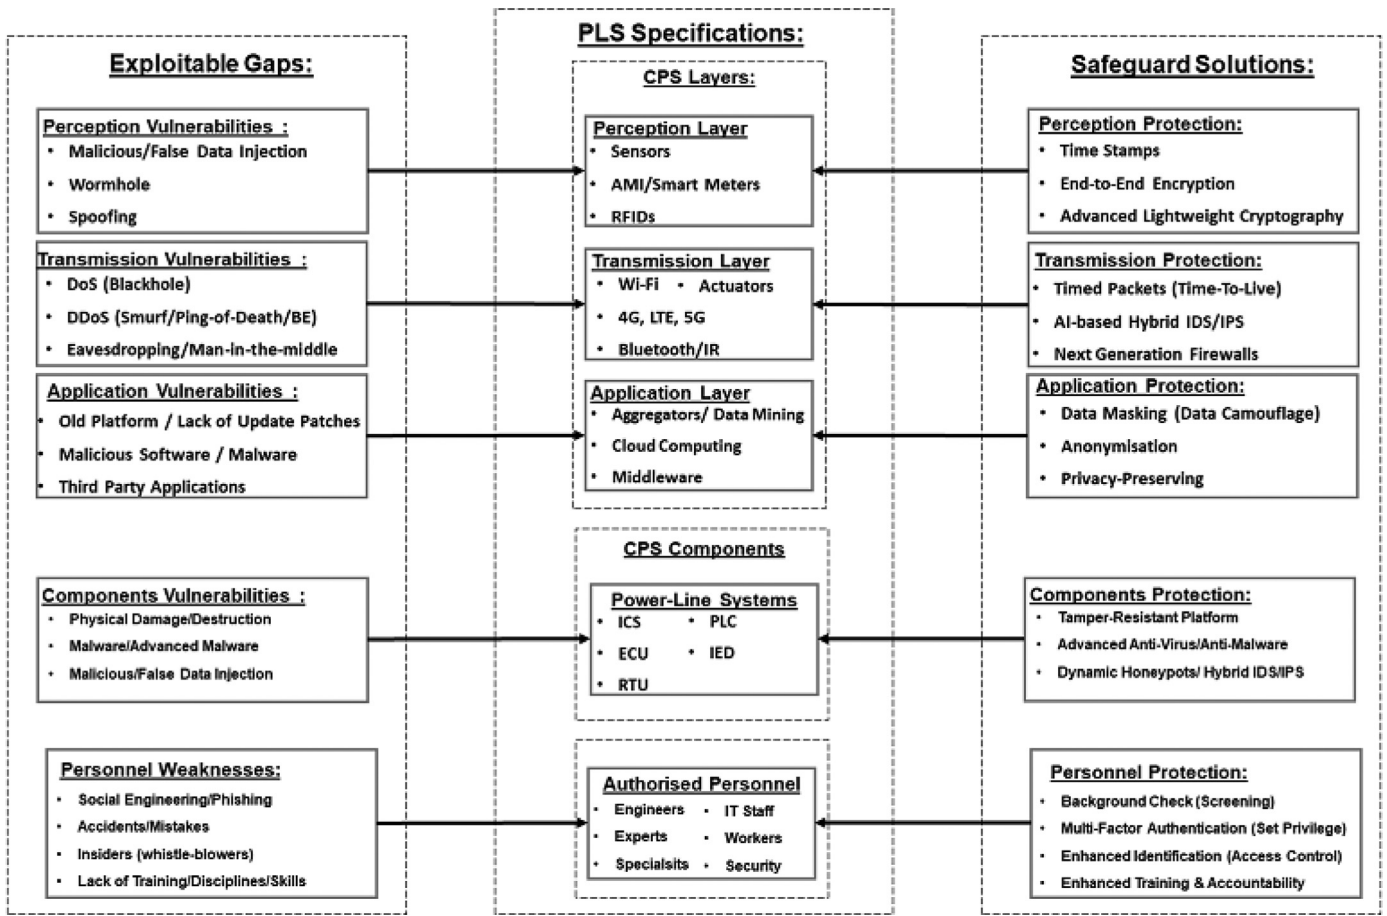 Exploitable Gaps:
Perception Vulnerabilities :
• Malicious/False Data Injection
• Wormhole
• Spoofing
Transmission Vulnerabilities :
• DoS (Blackhole)
• DDoS (Smurf/Ping-of-Death/BE)
• Eavesdropping/Man-in-the-middle
Application Vulnerabilities :
• Old Platform / Lack of Update Patches
• Malicious Software / Malware
• Third Party Applications
Components Vulnerabilities :
• Physical Damage/Destruction
• Malware/Advanced Malware
• Malicious/False Data Injection
Personnel Weaknesses:
• Social Engineering/Phishing
• Accidents/Mistakes
• Insiders (whistle-blowers)
• Lack of Training/Disciplines/Skills
PLS Specifications:
CPS Layers:
Perception Layer
• Sensors
• AMI/Smart Meters
• RFIDs
Transmission Layer
• Wi-Fi • Actuators
• 4G, LTE, 5G
• Bluetooth/IR
Application Layer
• Aggregators/ Data Mining
• Cloud Computing
• Middleware
CPS Components
Power-Line Systems
• ICS • PLC
• ECU • IED
• RTU
Authorised Personnel
• Engineers • IT Staff
• Experts • Workers
• Specialsits • Security
Safeguard Solutions:
Perception Protection:
• Time Stamps
• End-to-End Encryption
• Advanced Lightweight Cryptography
Transmission Protection:
• Timed Packets (Time-To-Live)
• AI-based Hybrid IDS/IPS
• Next Generation Firewalls
Application Protection:
• Data Masking (Data Camouflage)
• Anonymisation
• Privacy-Preserving
Components Protection:
• Tamper-Resistant Platform
• Advanced Anti-Virus/Anti-Malware
• Dynamic Honeypots/ Hybrid IDS/IPS
Personnel Protection:
• Background Check (Screening)
• Multi-Factor Authentication (Set Privilege)
• Enhanced Identification (Access Control)
• Enhanced Training & Accountability